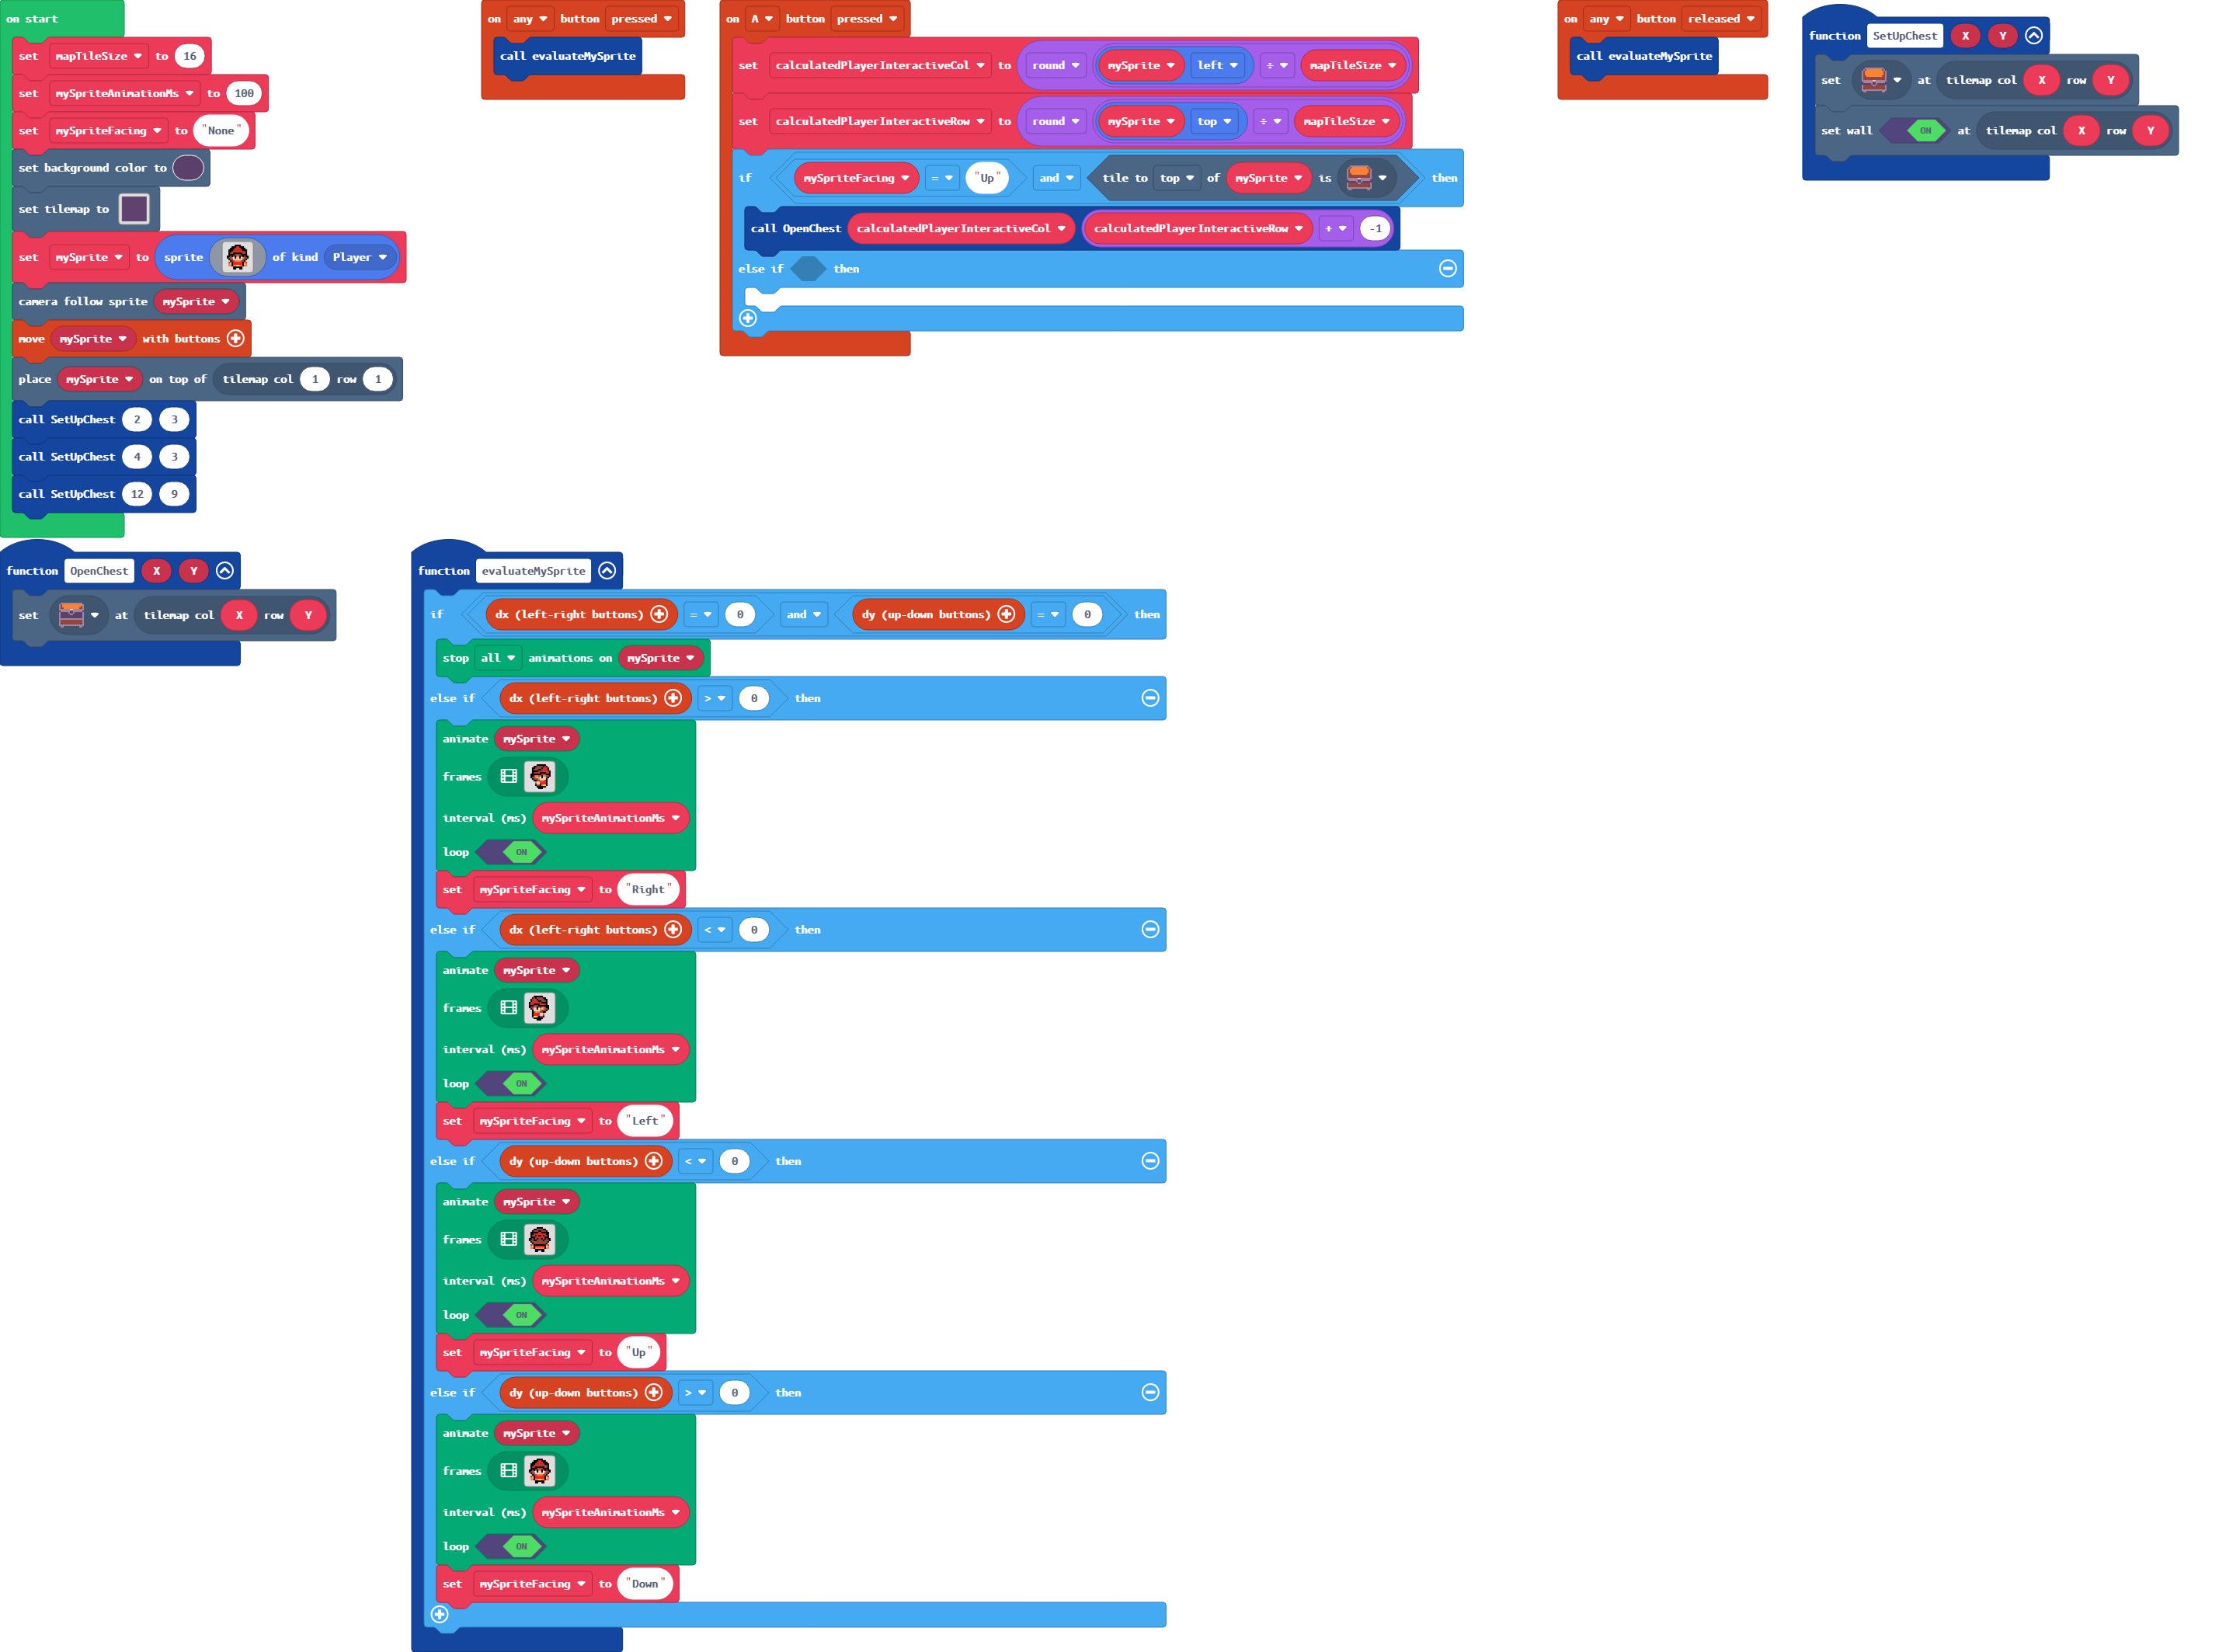 on start
set mapTileSize to 16
set mySpriteAnimationMs to 100
set mySpriteFacing to "None"
set background color to
set tilemap to
set mySprite to sprite of kind Player
camera follow sprite mySprite
move mySprite with buttons
place mySprite on top of tilemap col 1 row 1
call SetUpChest 2 3
call SetUpChest 4 3
call SetUpChest 12 9
on any button pressed
call evaluateMySprite
on A button pressed
set calculatedPlayerInteractiveCol to round mySprite left ÷ mapTileSize
set calculatedPlayerInteractiveRow to round mySprite top ÷ mapTileSize
if mySpriteFacing = "Up" and tile to top of mySprite is then
call OpenChest calculatedPlayerInteractiveCol calculatedPlayerInteractiveRow + -1
else if then
on any button released
call evaluateMySprite
function SetUpChest X Y
set at tilemap col X row Y
set wall ON at tilemap col X row Y
function OpenChest X Y
set at tilemap col X row Y
function evaluateMySprite
if dx (left-right buttons) = 0 and dy (up-down buttons) = 0 then
stop all animations on mySprite
else if dx (left-right buttons) > 0 then
animate mySprite
frames
interval (ms) mySpriteAnimationMs
loop ON
set mySpriteFacing to "Right"
else if dx (left-right buttons) < 0 then
animate mySprite
frames
interval (ms) mySpriteAnimationMs
loop ON
set mySpriteFacing to "Left"
else if dy (up-down buttons) < 0 then
animate mySprite
frames
interval (ms) mySpriteAnimationMs
loop ON
set mySpriteFacing to "Up"
else if dy (up-down buttons) > 0 then
animate mySprite
frames
interval (ms) mySpriteAnimationMs
loop ON
set mySpriteFacing to "Down"